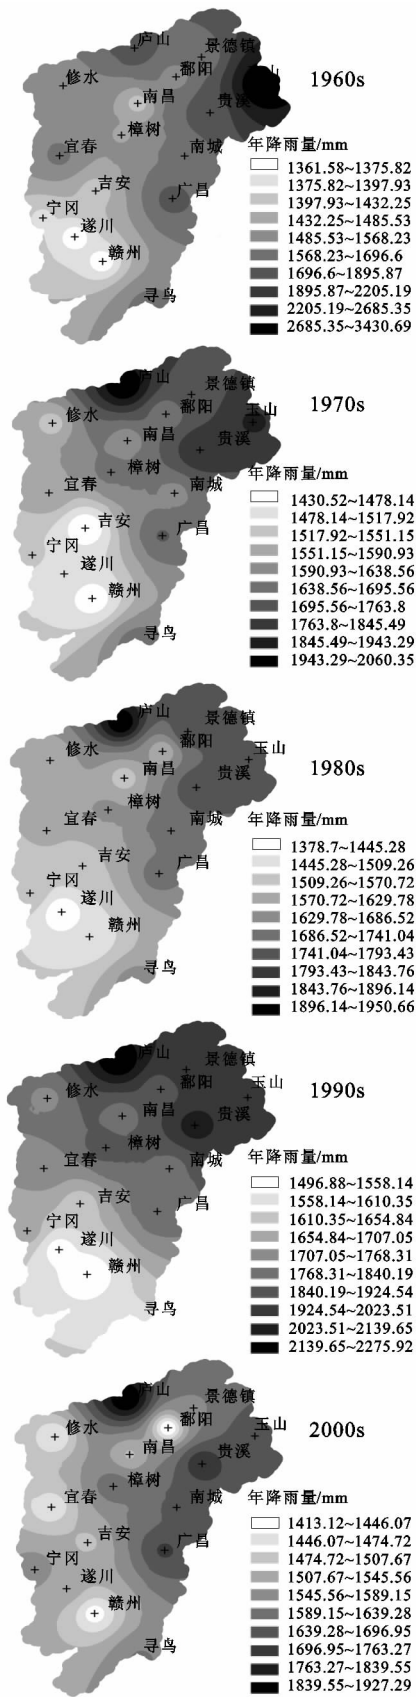 庐山
景德镇
修水
鄱阳
山
1960s
南昌
贵溪
樟树
宜春
南城
吉安
广昌
宁冈
遂川
赣州
寻乌
年降雨量/mm
1361.58~1375.82
1375.82~1397.93
1397.93~1432.25
1432.25~1485.53
1485.53~1568.23
1568.23~1696.6
1696.6~1895.87
1895.87~2205.19
2205.19~2685.35
2685.35~3430.69
庐山
景德镇
修水
鄱阳
玉山
1970s
南昌
贵溪
樟树
宜春
南城
吉安
广昌
宁冈
遂川
赣州
寻乌
年降雨量/mm
1430.52~1478.14
1478.14~1517.92
1517.92~1551.15
1551.15~1590.93
1590.93~1638.56
1638.56~1695.56
1695.56~1763.8
1763.8~1845.49
1845.49~1943.29
1943.29~2060.35
庐山
景德镇
修水
鄱阳
玉山
1980s
南昌
贵溪
樟树
宜春
南城
吉安
广昌
宁冈
遂川
赣州
寻乌
年降雨量/mm
1378.7~1445.28
1445.28~1509.26
1509.26~1570.72
1570.72~1629.78
1629.78~1686.52
1686.52~1741.04
1741.04~1793.43
1793.43~1843.76
1843.76~1896.14
1896.14~1950.66
庐山
景德镇
修水
鄱阳
玉山
1990s
南昌
贵溪
樟树
宜春
南城
吉安
广昌
宁冈
遂川
赣州
寻乌
年降雨量/mm
1496.88~1558.14
1558.14~1610.35
1610.35~1654.84
1654.84~1707.05
1707.05~1768.31
1768.31~1840.19
1840.19~1924.54
1924.54~2023.51
2023.51~2139.65
2139.65~2275.92
庐山
景德镇
修水
鄱阳
玉山
2000s
南昌
贵溪
樟树
宜春
南城
吉安
广昌
宁冈
遂川
赣州
寻乌
年降雨量/mm
1413.12~1446.07
1446.07~1474.72
1474.72~1507.67
1507.67~1545.56
1545.56~1589.15
1589.15~1639.28
1639.28~1696.95
1696.95~1763.27
1763.27~1839.55
1839.55~1927.29